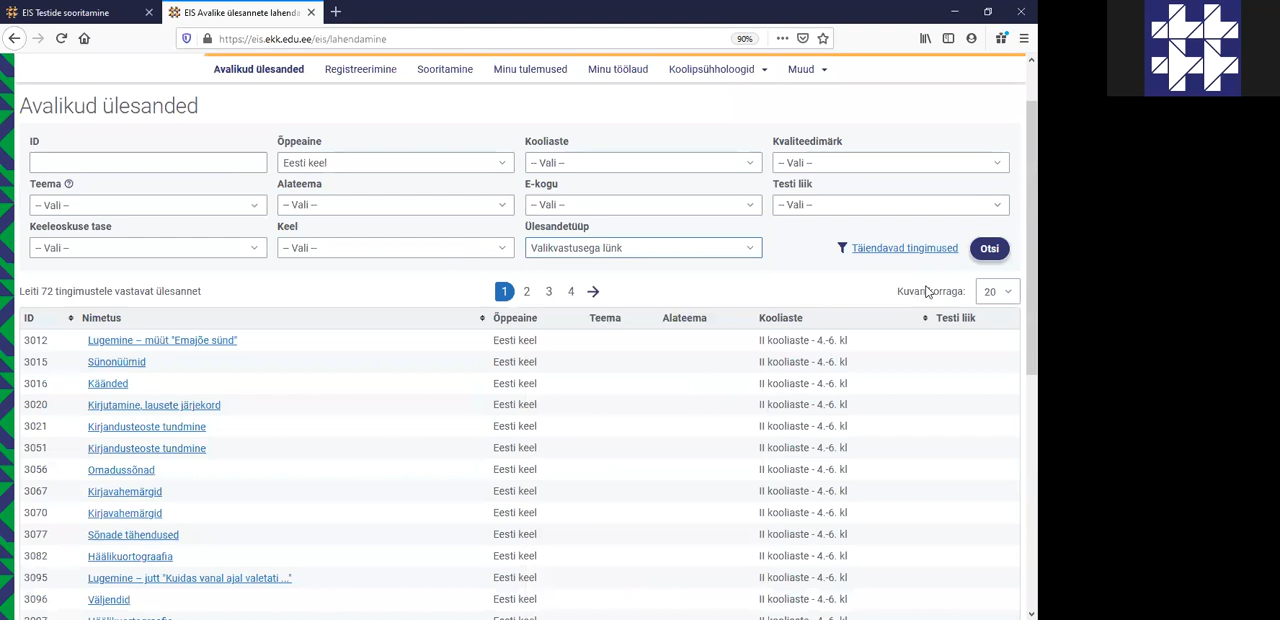 EIS Testide sooritamine
EIS Avalike ülesannete lahenda
https://eis.ekk.edu.ee/eis/lahendamine
90%
Avalikud ülesanded Registreerimine Sooritamine Minu tulemused Minu töölaud Koolipsühholoogid Muud
Avalikud ülesanded
ID Õppeaine Kooliaste Kvaliteedimärk
Eesti keel -- Vali -- -- Vali --
Teema Alateema E-kogu Testi liik
-- Vali -- -- Vali -- -- Vali -- -- Vali --
Keeleoskuse tase Keel Ülesandetüüp
-- Vali -- -- Vali -- Valikvastusega lünk Täiendavad tingimused Otsi
Leiti 72 tingimustele vastavat ülesannet 1 2 3 4 20
ID Nimetus Õppeaine Teema Alateema Kooliaste Testi liik
3012 Lugemine – müüt "Emajõe sünd" Eesti keel II kooliaste - 4.-6. kl
3015 Sünonüümid Eesti keel II kooliaste - 4.-6. kl
3016 Käänded Eesti keel II kooliaste - 4.-6. kl
3020 Kirjutamine, lausete järjekord Eesti keel II kooliaste - 4.-6. kl
3021 Kirjandusteoste tundmine Eesti keel II kooliaste - 4.-6. kl
3051 Kirjandusteoste tundmine Eesti keel II kooliaste - 4.-6. kl
3056 Omadussõnad Eesti keel II kooliaste - 4.-6. kl
3067 Kirjavahemärgid Eesti keel II kooliaste - 4.-6. kl
3070 Kirjavahemärgid Eesti keel II kooliaste - 4.-6. kl
3077 Sõnade tähendused Eesti keel II kooliaste - 4.-6. kl
3082 Häälikuortograafia Eesti keel II kooliaste - 4.-6. kl
3095 Lugemine – jutt "Kuidas vanal ajal valetati ..." Eesti keel II kooliaste - 4.-6. kl
3096 Väljendid Eesti keel II kooliaste - 4.-6. kl